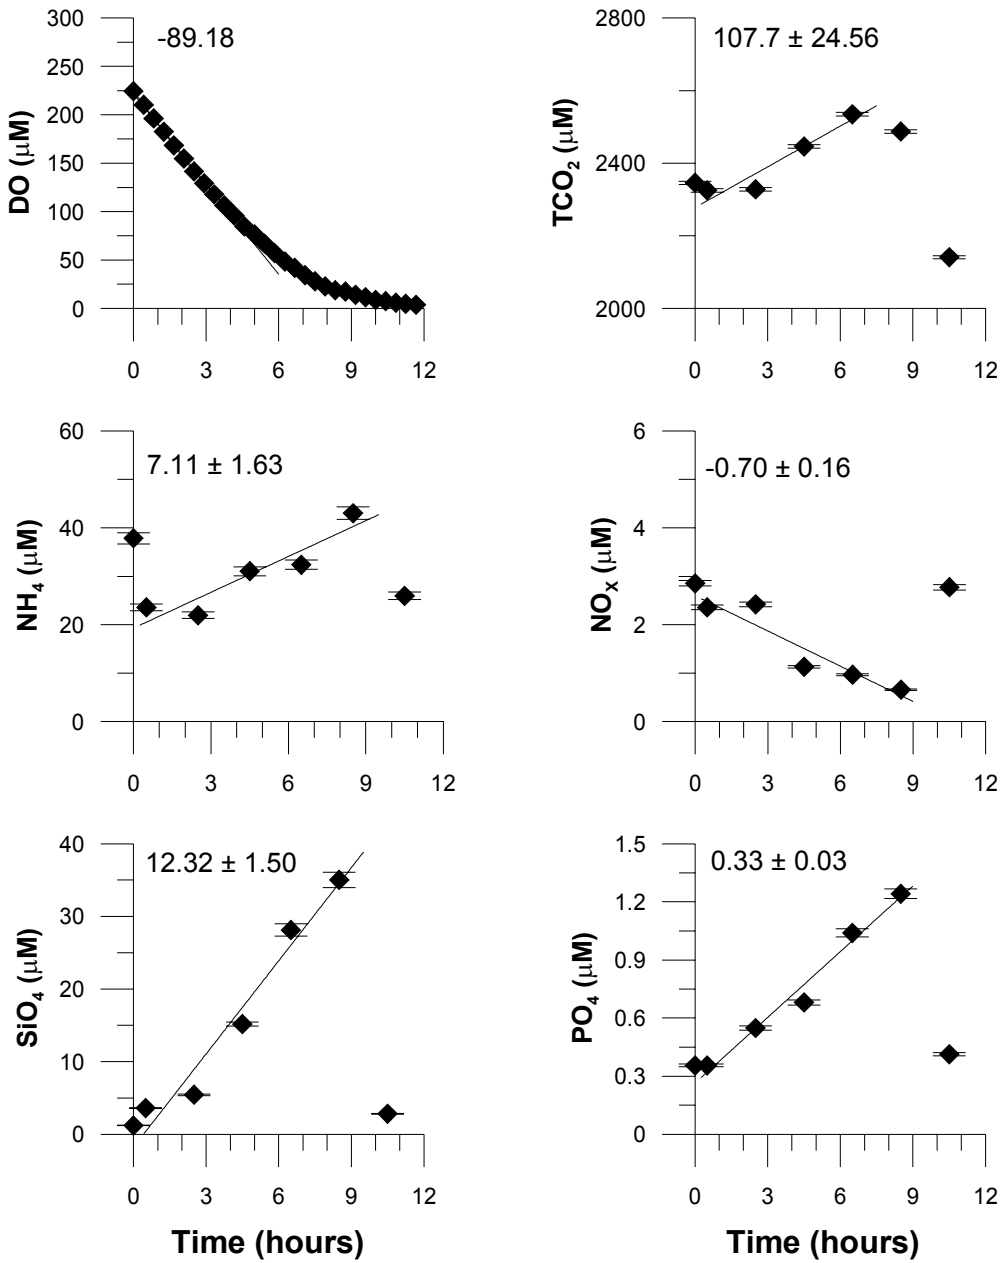 300
250
200
150
100
50
0
DO (μM)
-89.18
0 3 6 9 12
2800
2400
2000
TCO₂ (μM)
107.7 ± 24.56
0 3 6 9 12
60
40
20
0
NH₄ (μM)
7.11 ± 1.63
0 3 6 9 12
6
4
2
0
NOₓ (μM)
-0.70 ± 0.16
0 3 6 9 12
40
30
20
10
0
SiO₄ (μM)
12.32 ± 1.50
0 3 6 9 12
Time (hours)
1.5
1.2
0.9
0.6
0.3
0
PO₄ (μM)
0.33 ± 0.03
0 3 6 9 12
Time (hours)